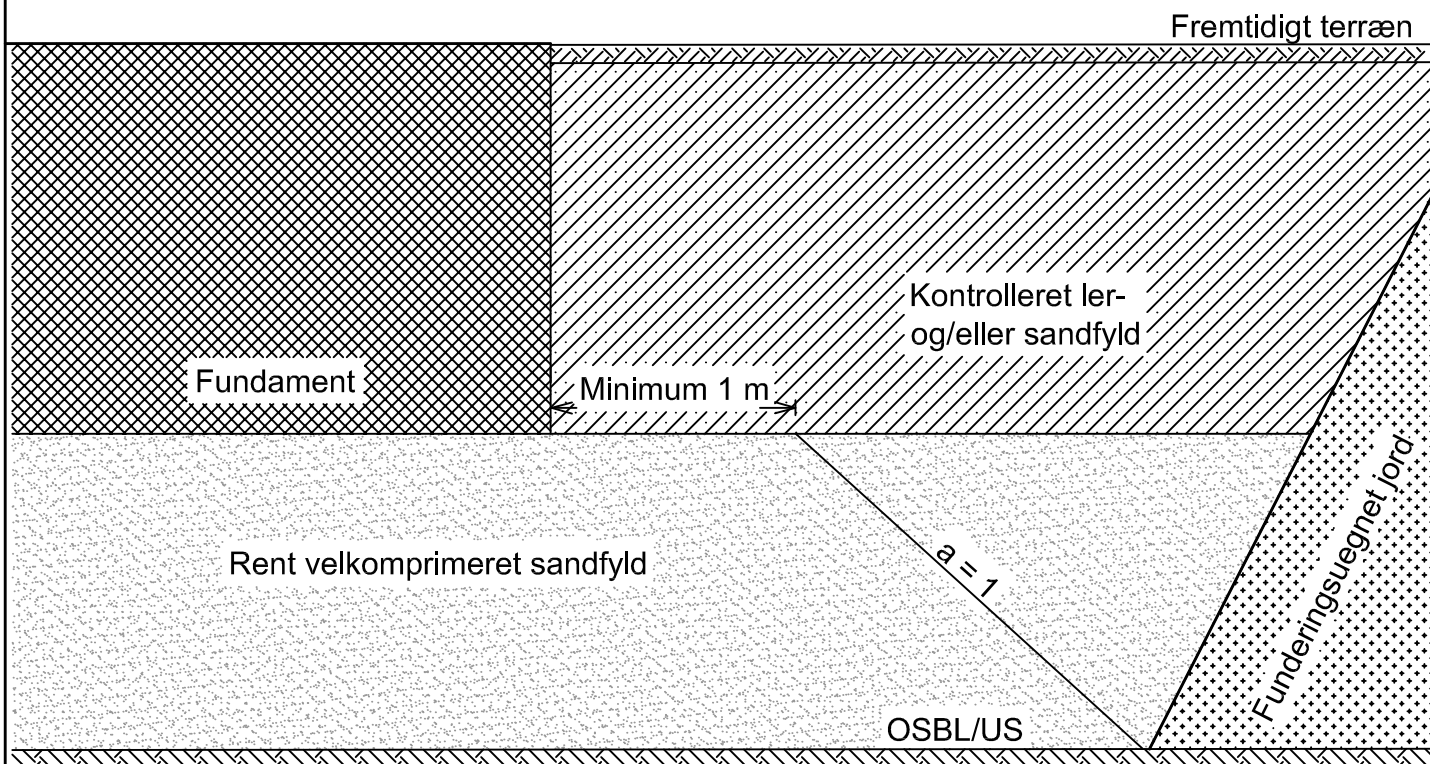 Fremtidigt terræn
Kontrolleret ler-
og/eller sandfyld
Fundament
Minimum 1 m
Rent velkomprimeret sandfyld
a = 1
Funderingsuegnet jord
OSBL/US